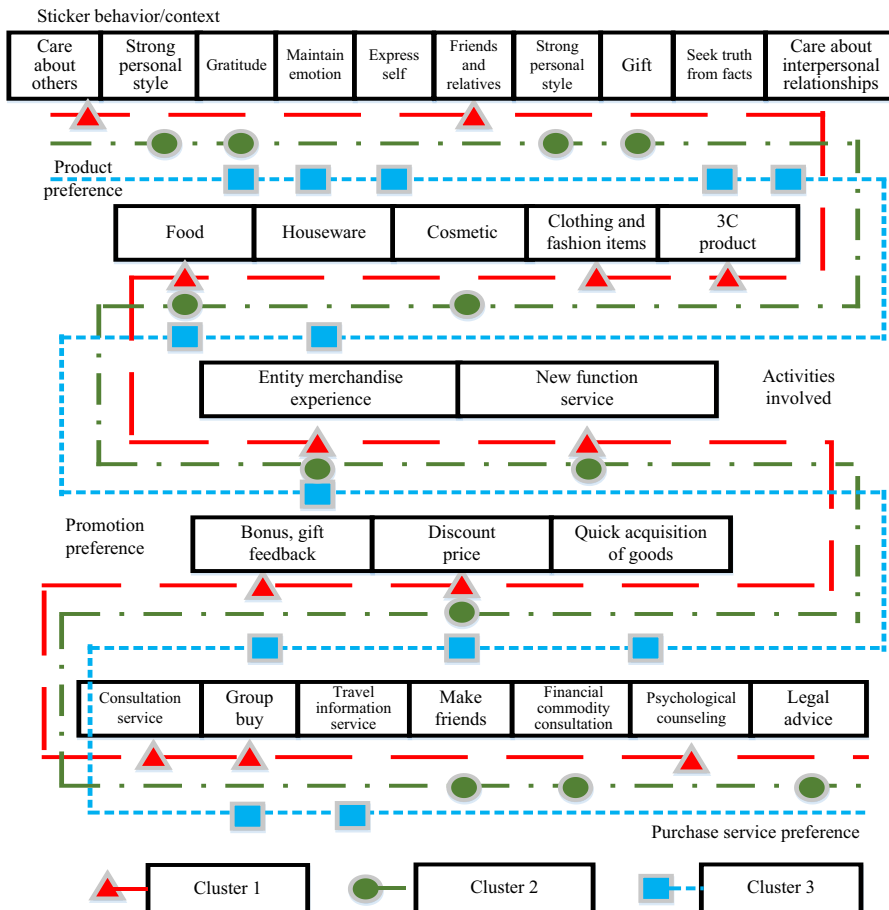 Sticker behavior/context
Care
about
others
Strong
personal
style
Gratitude
Maintain
emotion
Express
self
Friends
and
relatives
Strong
personal
style
Gift
Seek truth
from facts
Care about
interpersonal
relationships
Product
preference
Food
Houseware
Cosmetic
Clothing and
fashion items
3C
product
Entity merchandise
experience
New function
service
Activities
involved
Promotion
preference
Bonus, gift
feedback
Discount
price
Quick acquisition
of goods
Consultation
service
Group
buy
Travel
information
service
Make
friends
Financial
commodity
consultation
Psychological
counseling
Legal
advice
Purchase service preference
Cluster 1
Cluster 2
Cluster 3